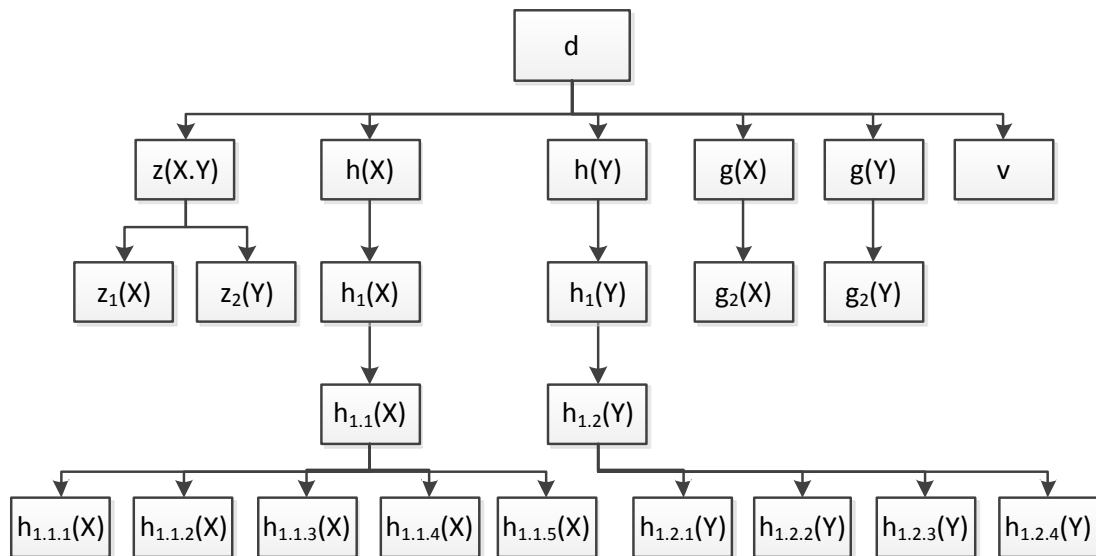 d
z(X.Y) h(X) h(Y) g(X) g(Y) v
z₁(X) z₂(Y) h₁(X) h₁(Y) g₂(X) g₂(Y)
h₁.₁(X) h₁.₂(Y)
h₁.₁.₁(X) h₁.₁.₂(X) h₁.₁.₃(X) h₁.₁.₄(X) h₁.₁.₅(X) h₁.₂.₁(Y) h₁.₂.₂(Y) h₁.₂.₃(Y) h₁.₂.₄(Y)